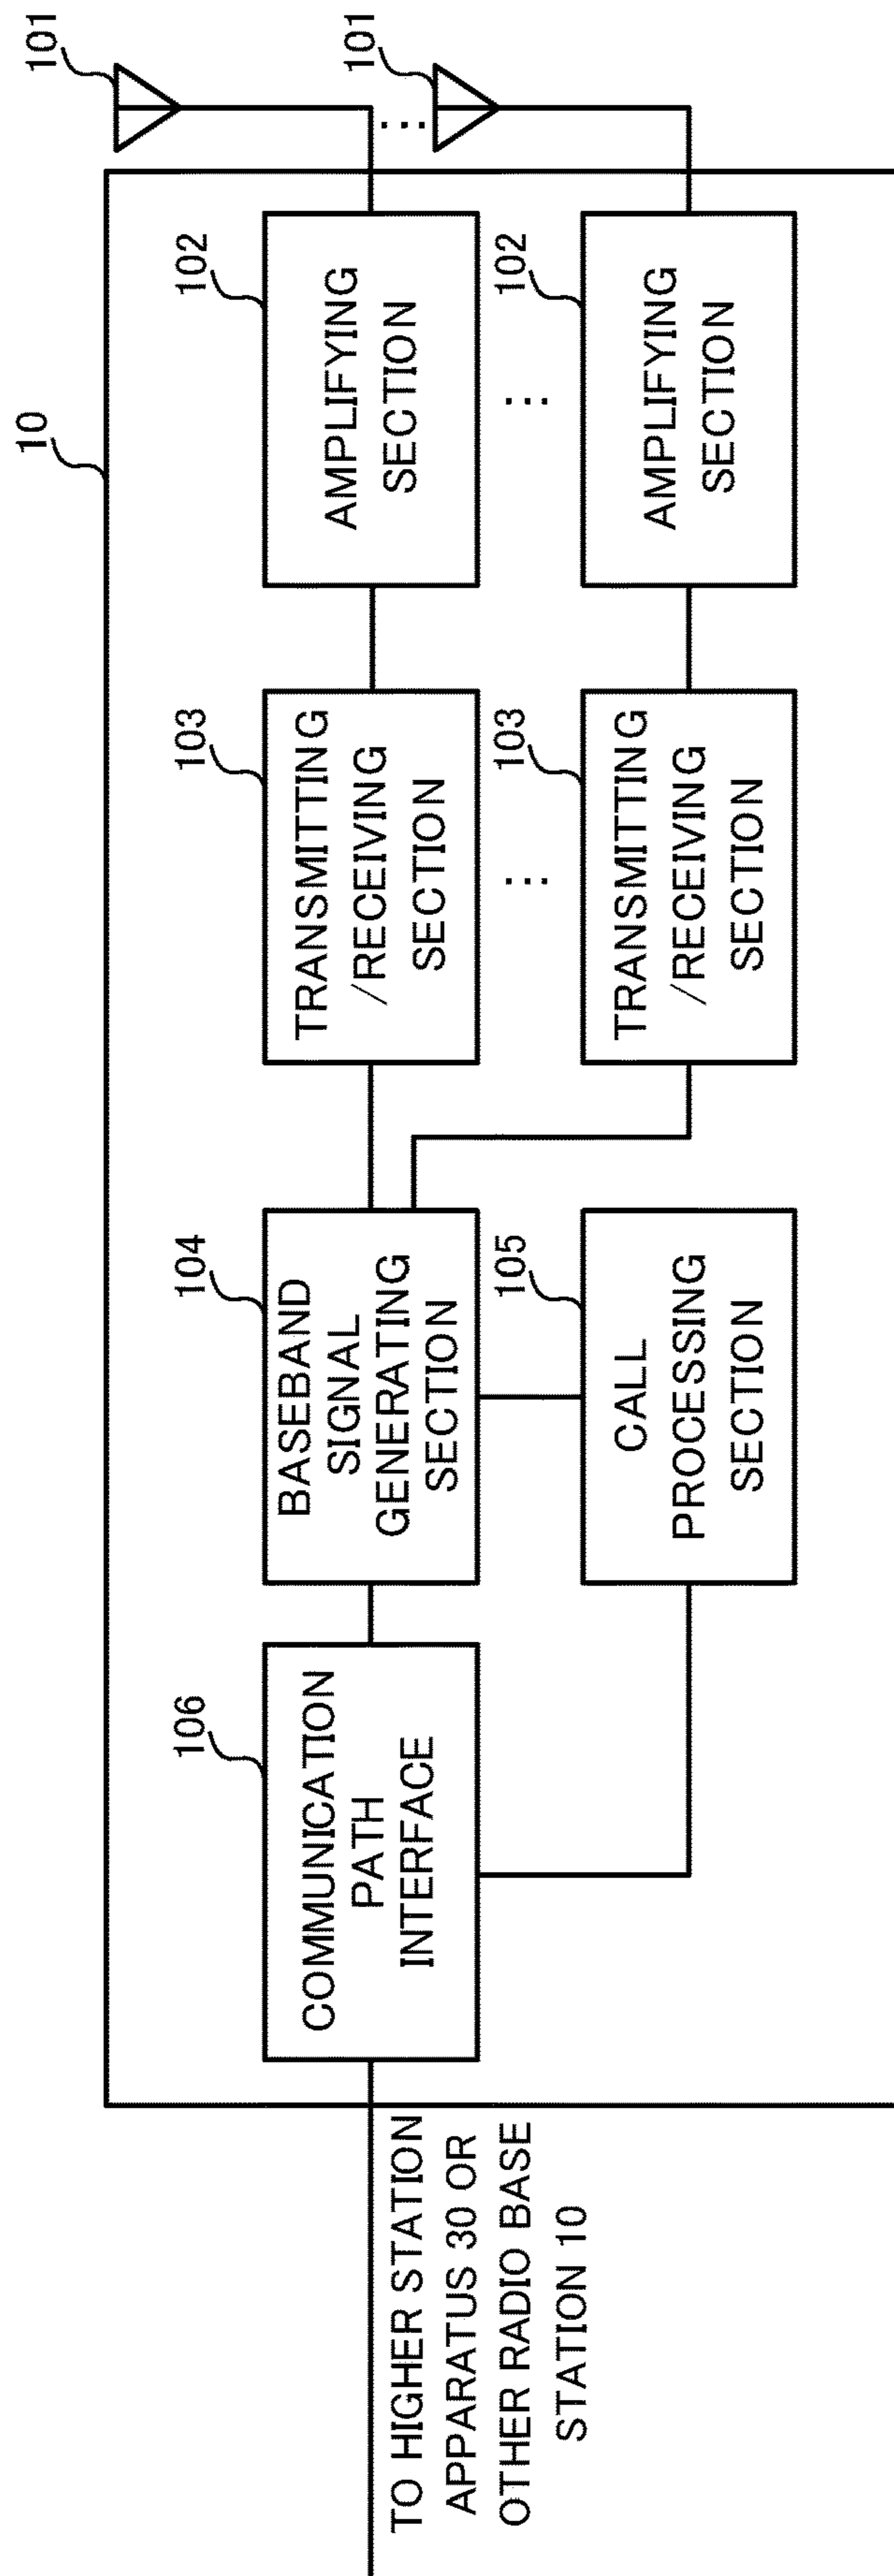 10
101
106
COMMUNICATION
PATH
INTERFACE
104
BASEBAND
SIGNAL
GENERATING
SECTION
103
TRANSMITTING
/RECEIVING
SECTION
102
AMPLIFYING
SECTION
101
TO HIGHER STATION
APPARATUS 30 OR
OTHER RADIO BASE
STATION 10
105
CALL
PROCESSING
SECTION
103
TRANSMITTING
/RECEIVING
SECTION
102
AMPLIFYING
SECTION